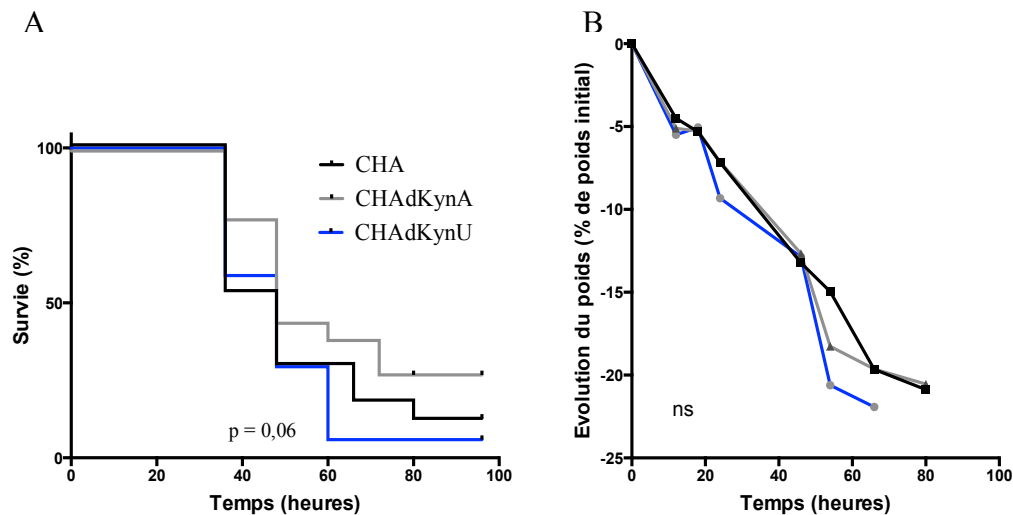 A
100
50
0
0
20
40
60
80
100
Survie (%)
Temps (heures)
CHA
CHAdKynA
CHAdKynU
p = 0,06
B
0
-5
-10
-15
-20
-25
0
20
40
60
80
100
Evolution du poids (% de poids initial)
Temps (heures)
ns